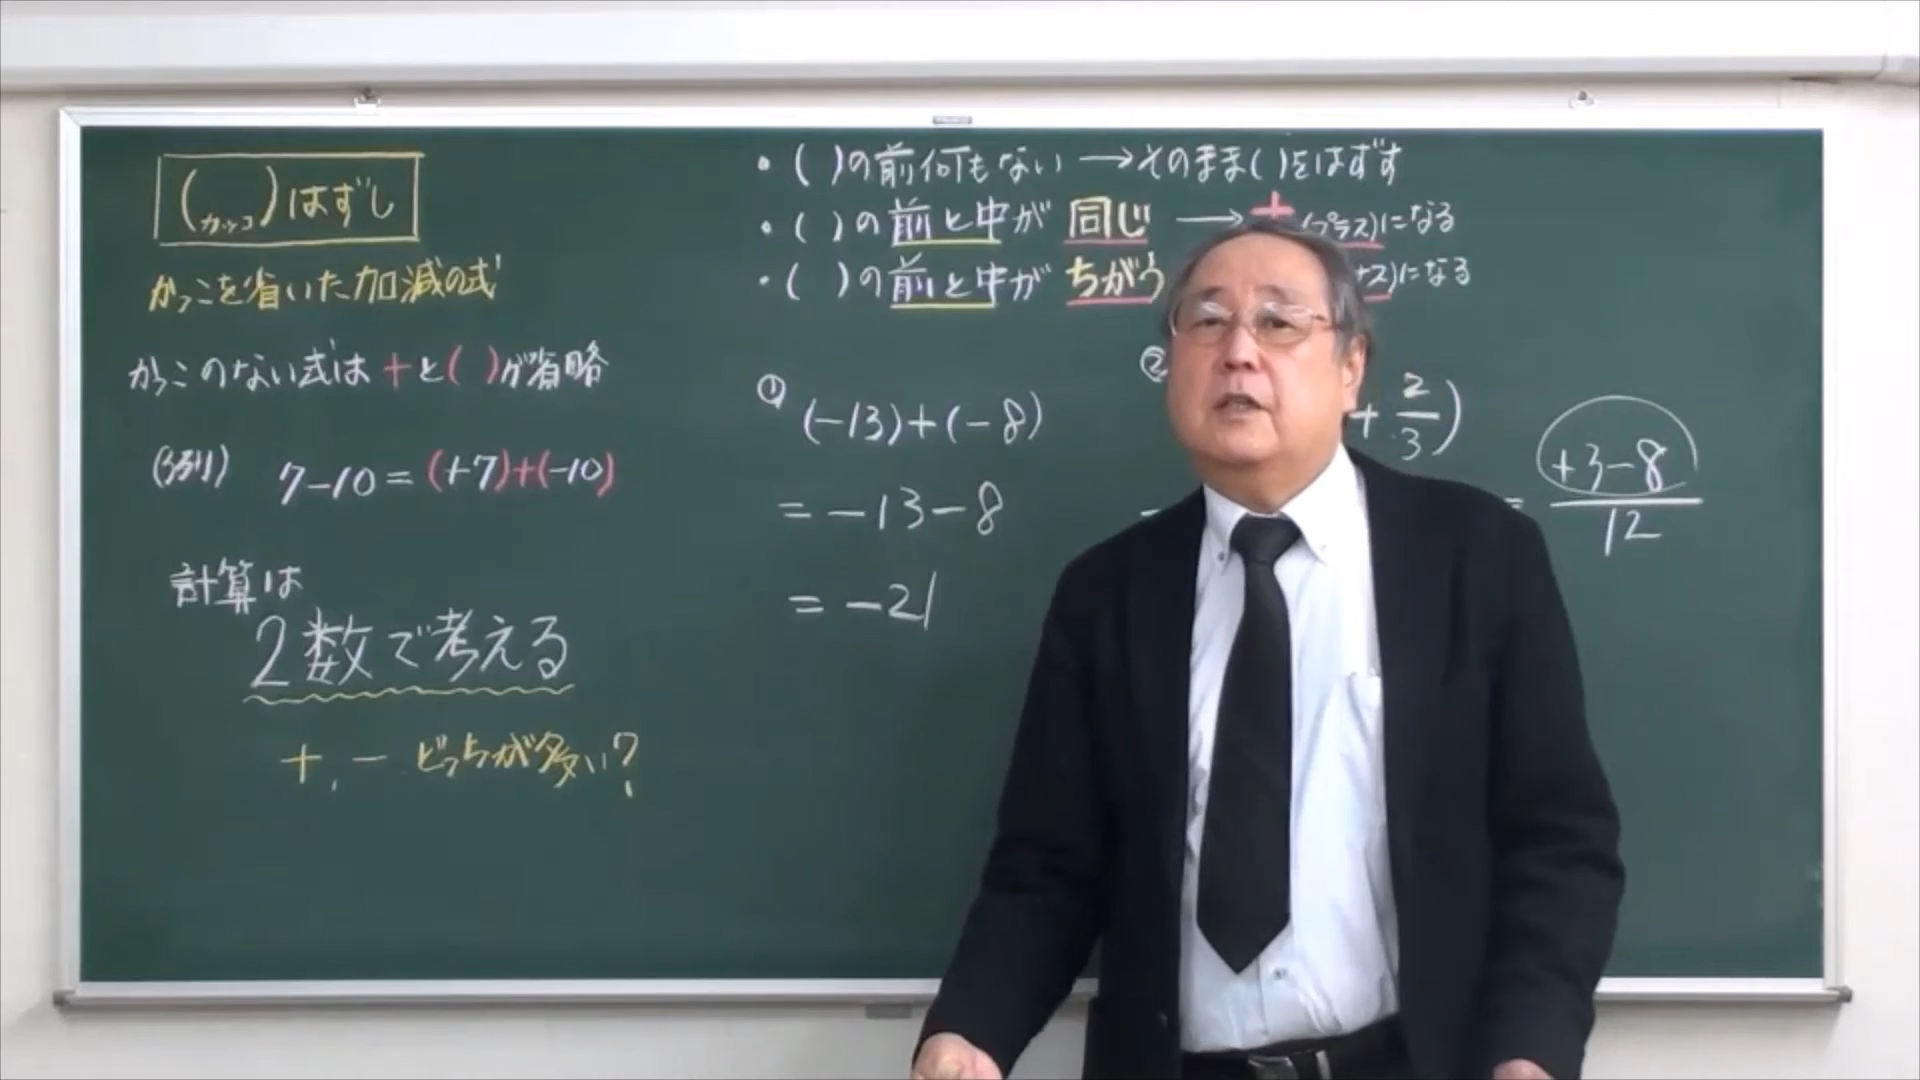 (カッコ)はずし
かっこを省いた加減の式
かっこのない式は +と( )が省略
(例) 7-10=(+7)+(-10)
計算は
2数で考える
+,- どっちが多い?
・( )の前何もない→そのまま( )をはずす
・( )の前と中が 同じ → + (プラス)になる
・( )の前と中が ちがう ナス)になる
① (-13)+(-8)
= -13-8
= -21
②
+ 2/3)
= +3-8/12